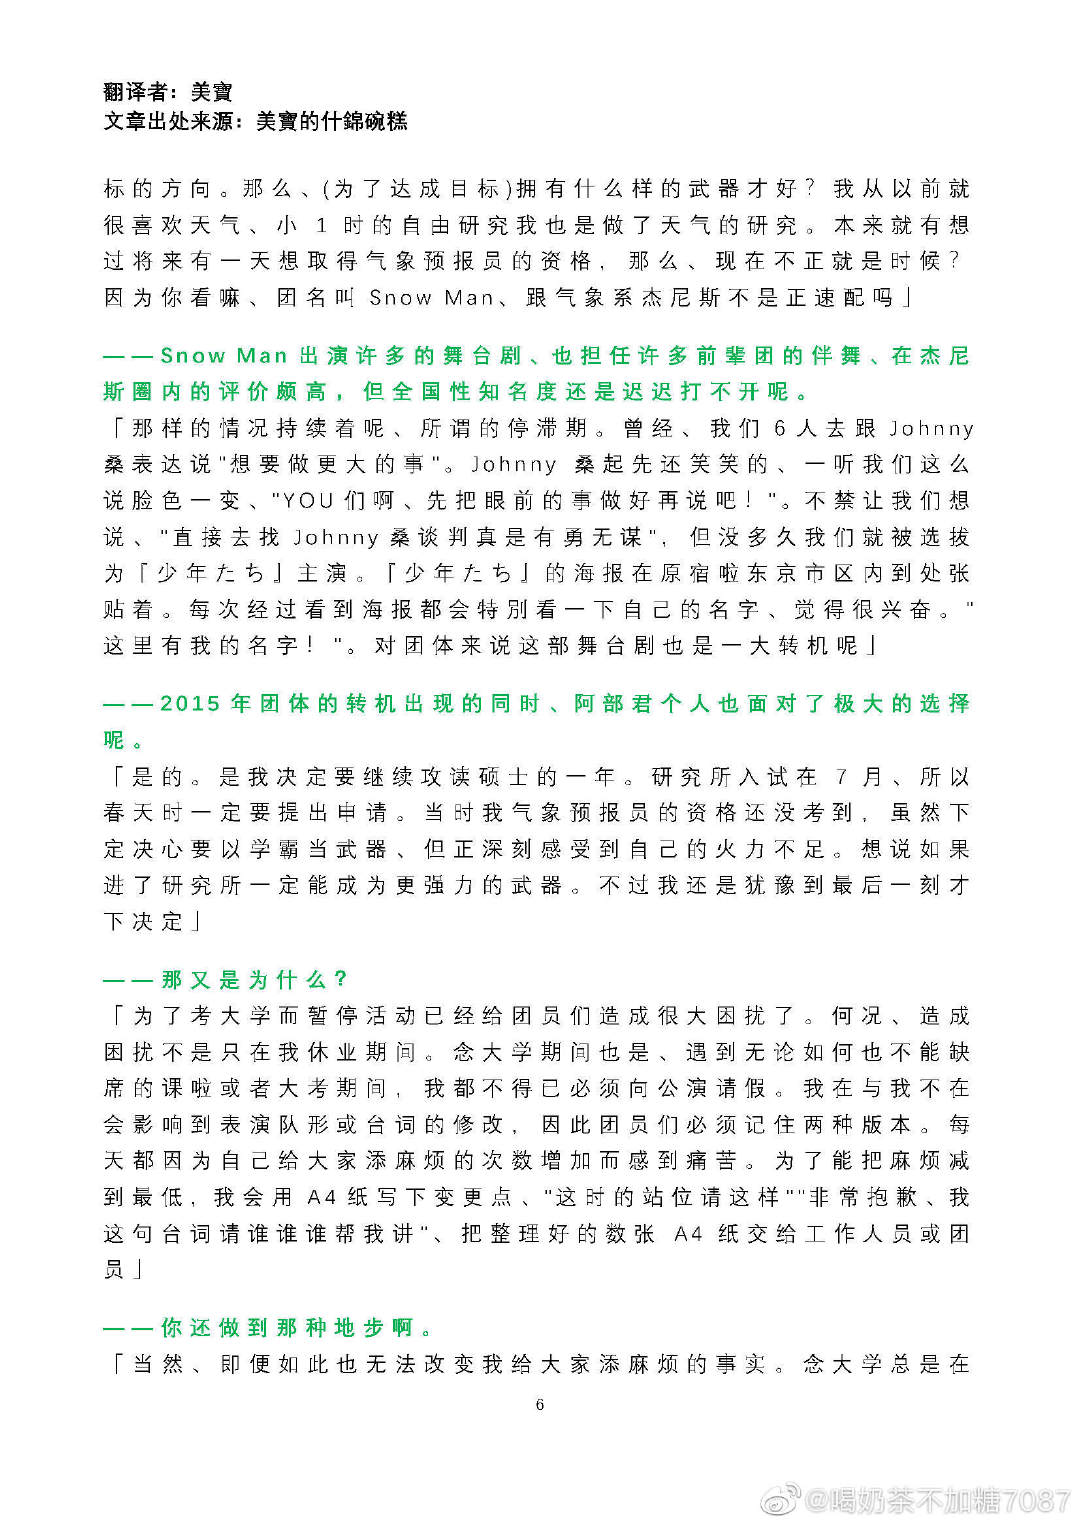 翻译者：美寶
文章出处来源：美寶的什錦碗糕
标的方向。那么、(为了达成目标)拥有什么样的武器才好？我从以前就
很喜欢天气、小 1 时的自由研究我也是做了天气的研究。本来就有想
过将来有一天想取得气象预报员的资格，那么、现在不正就是时候？
因为你看嘛、团名叫 Snow Man、跟气象系杰尼斯不是正速配吗」
——Snow Man 出演许多的舞台剧、也担任许多前辈团的伴舞、在杰尼
斯圈内的评价颇高，但全国性知名度还是迟迟打不开呢。
「那样的情况持续着呢、所谓的停滞期。曾经、我们 6 人去跟 Johnny
桑表达说"想要做更大的事"。Johnny 桑起先还笑笑的、一听我们这么
说脸色一变、"YOU 们啊、先把眼前的事做好再说吧！"。不禁让我们想
说、"直接去找 Johnny 桑谈判真是有勇无谋"，但没多久我们就被选拔
为『少年たち』主演。『少年たち』的海报在原宿啦东京市区内到处张
贴着。每次经过看到海报都会特別看一下自己的名字、觉得很兴奋。"
这里有我的名字！"。对团体来说这部舞台剧也是一大转机呢」
——2015 年团体的转机出现的同时、阿部君个人也面对了极大的选择
呢。
「是的。是我决定要继续攻读硕士的一年。研究所入试在 7 月、所以
春天时一定要提出申请。当时我气象预报员的资格还没考到，虽然下
定决心要以学霸当武器、但正深刻感受到自己的火力不足。想说如果
进了研究所一定能成为更强力的武器。不过我还是犹豫到最后一刻才
下决定」
——那又是为什么？
「为了考大学而暂停活动已经给团员们造成很大困扰了。何况、造成
困扰不是只在我休业期间。念大学期间也是、遇到无论如何也不能缺
席的课啦或者大考期间，我都不得已必须向公演请假。我在与我不在
会影响到表演队形或台词的修改，因此团员们必须记住两种版本。每
天都因为自己给大家添麻烦的次数增加而感到痛苦。为了能把麻烦减
到最低，我会用 A4 纸写下变更点、"这时的站位请这样""非常抱歉、我
这句台词请谁谁谁帮我讲"、把整理好的数张 A4 纸交给工作人员或团
员」
——你还做到那种地步啊。
「当然、即便如此也无法改变我给大家添麻烦的事实。念大学总是在
6
@喝奶茶不加糖7087